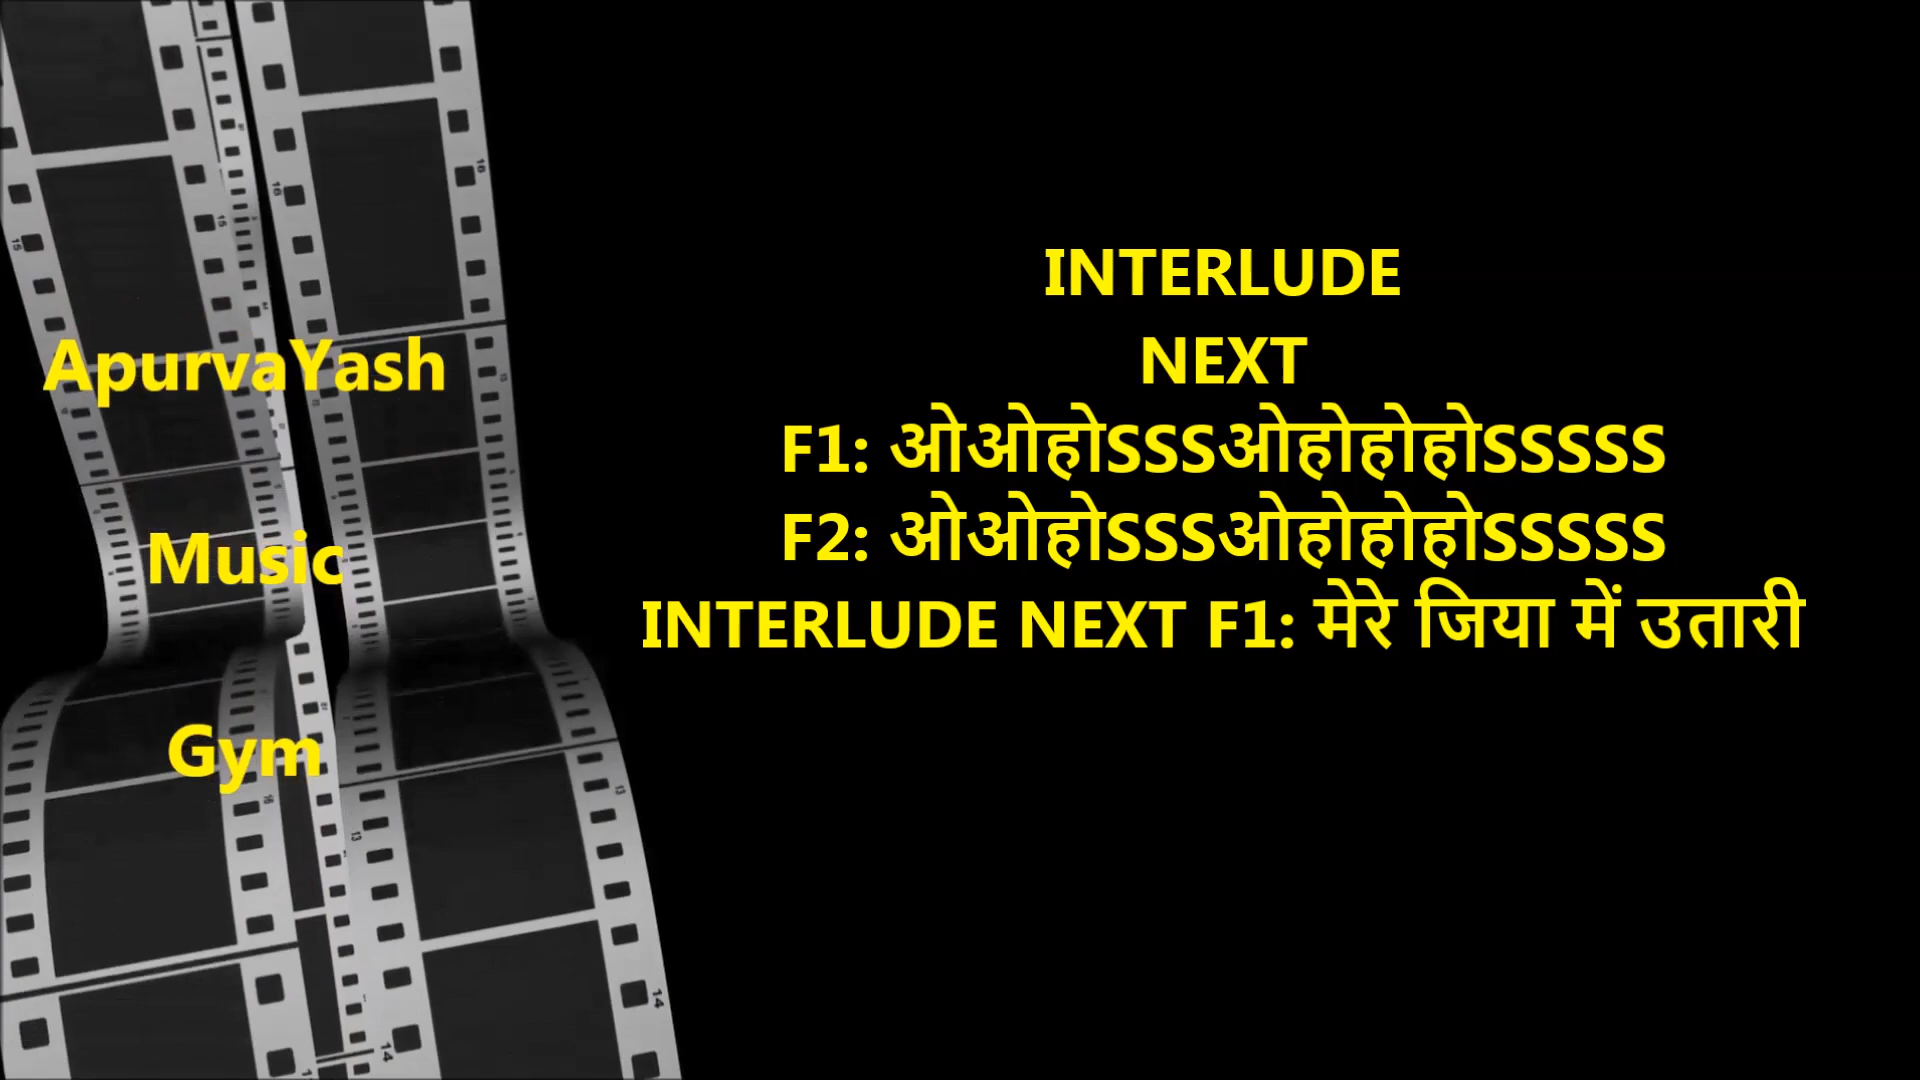 ApurvaYash
Music
Gym
INTERLUDE
NEXT
F1: ओओहोSSSओहोहोहोSSSSS
F2: ओओहोSSSओहोहोहोSSSSS
INTERLUDE NEXT F1: मेरे जिया में उतारी